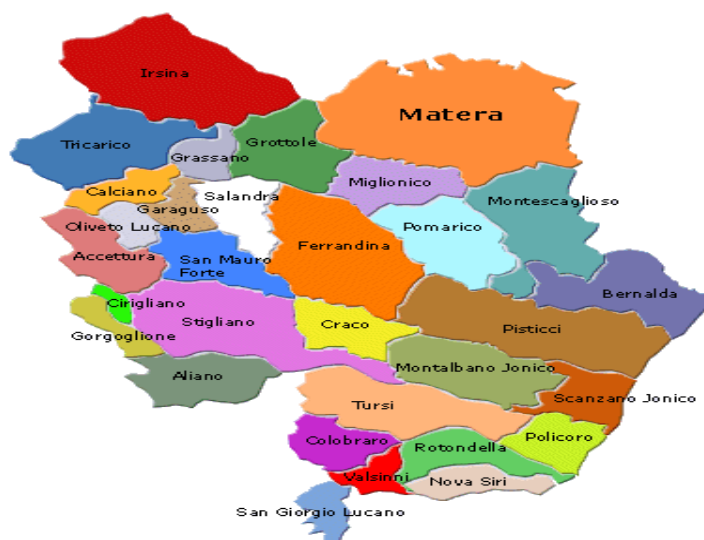 Irsina
Matera
Tricarico
Grottole
Grassano
Miglionico
Calciano
Salandra
Montescaglioso
Garaguso
Oliveto Lucano
Pomarico
Ferrandina
Accettura
San Mauro
Forte
Bernalda
Cirigliano
Stigliano
Craco
Pisticci
Gorgoglione
Montalbano Jonico
Aliano
Scanzano Jonico
Tursi
Colobraro
Policoro
Rotondella
Valsinni
Nova Siri
San Giorgio Lucano